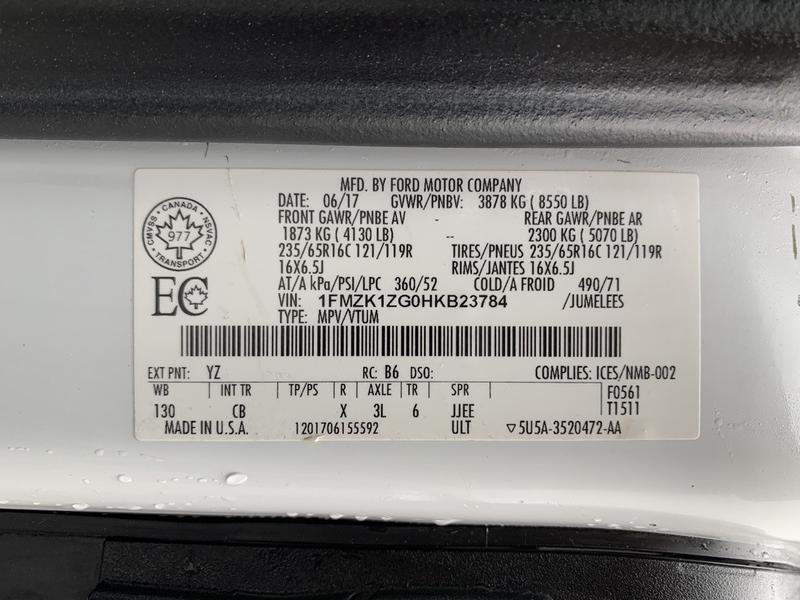 MFD. BY FORD MOTOR COMPANY
DATE: 06/17 GVWR/PNBV: 3878 KG ( 8550 LB)
FRONT GAWR/PNBE AV REAR GAWR/PNBE AR
1873 KG ( 4130 LB) -- 2300 KG ( 5070 LB)
235/65R16C 121/119R TIRES/PNEUS 235/65R16C 121/119R
16X6.5J RIMS/JANTES 16X6.5J
AT/A kPa/PSI/LPC 360/52 COLD/A FROID 490/71
VIN: 1FMZK1ZG0HKB23784 /JUMELEES
TYPE: MPV/VTUM
CANADA
CMVSS NSVAC
977
TRANSPORT
EC
EXT PNT: YZ RC: B6 DSO: COMPLIES: ICES/NMB-002
WB INT TR TP/PS R AXLE TR SPR F0561
130 CB X 3L 6 JJEE T1511
MADE IN U.S.A. 1201706155592 ULT ▽5U5A-3520472-AA